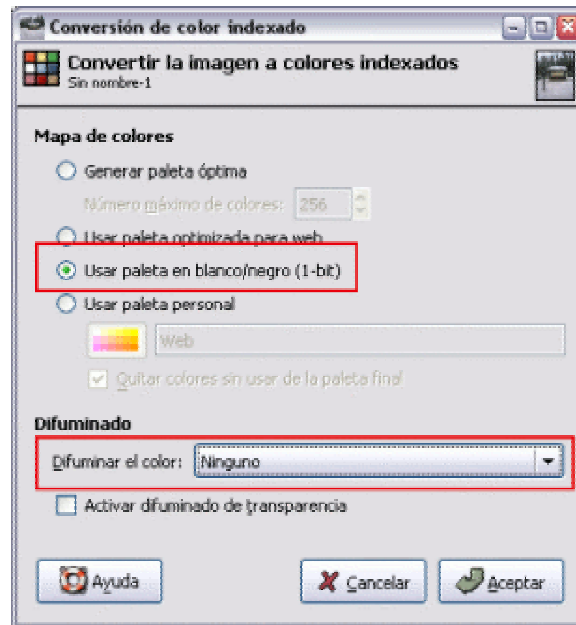 Conversión de color indexado
Convertir la imagen a colores indexados
Sin nombre-1
Mapa de colores
Generar paleta óptima
Número máximo de colores: 256
Usar paleta optimizada para web
Usar paleta en blanco/negro (1-bit)
Usar paleta personal
Web
Quitar colores sin usar de la paleta final
Difuminado
Difuminar el color: Ninguno
Activar difuminado de transparencia
Ayuda Cancelar Aceptar